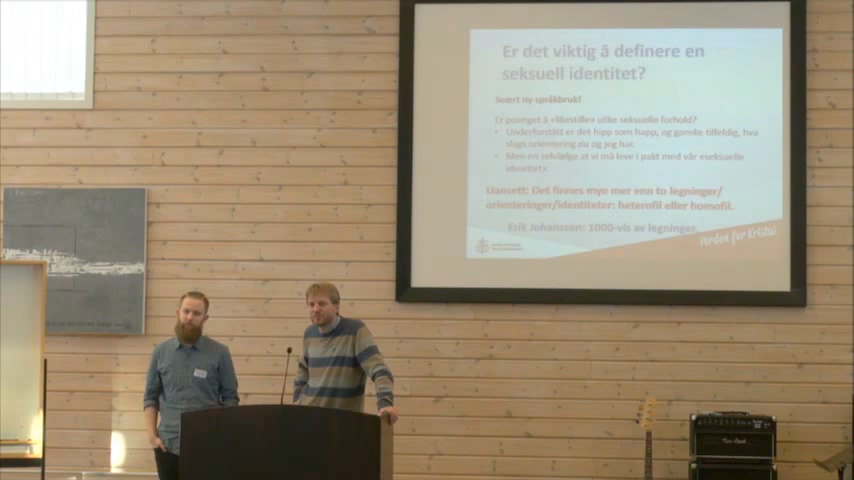 Er det viktig å definere en
seksuell identitet?
Svært ny språkbruk!
Er poenget å «likestille» ulike seksuelle forhold?
• Underforstått er det hipp som happ, og ganske tilfeldig, hva
slags orientering du og jeg har.
• Men en selvfølge at vi må leve i pakt med vår «seksuelle
identitet».
Uansett: Det finnes mye mer enn to legninger/
orienteringer/identiteter: heterofil eller homofil.
Erik Johansson: 1000-vis av legninger.
Verden for Kristus